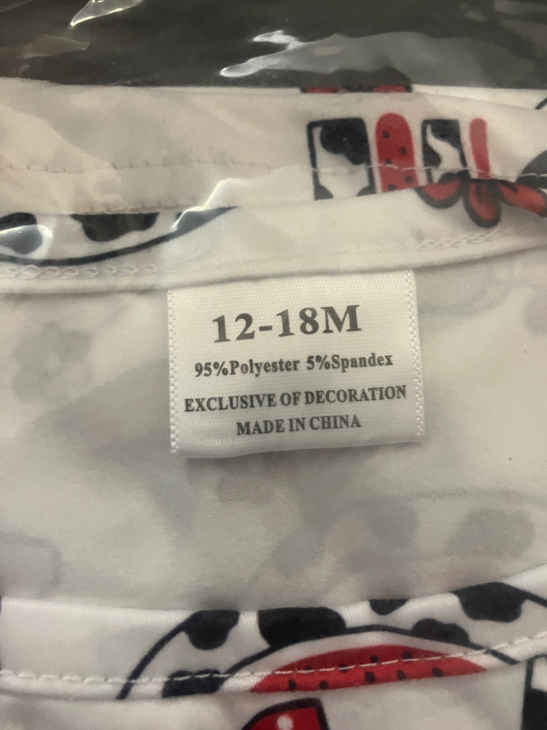 12-18M
95%Polyester 5%Spandex
EXCLUSIVE OF DECORATION
MADE IN CHINA